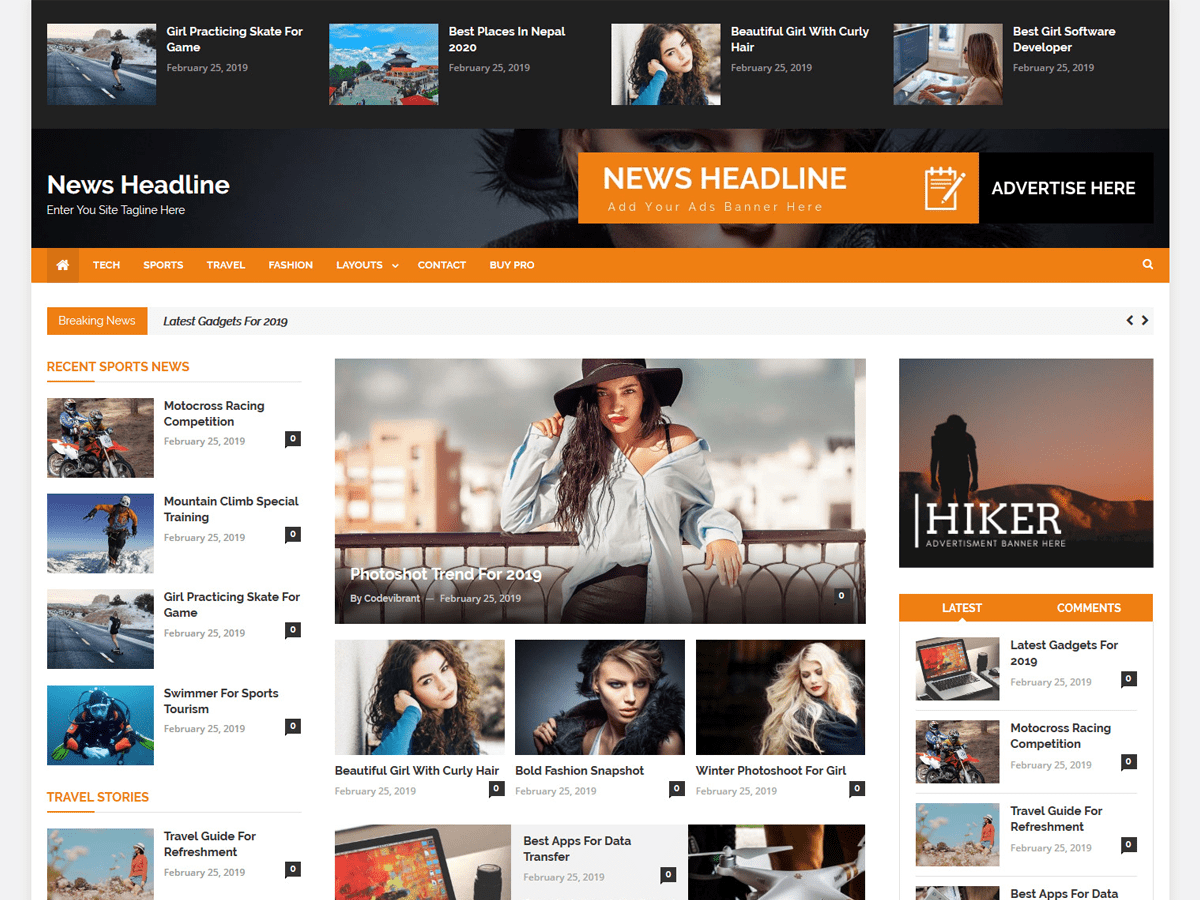 Girl Practicing Skate For
Game
February 25, 2019
Best Places In Nepal
2020
February 25, 2019
Beautiful Girl With Curly
Hair
February 25, 2019
Best Girl Software
Developer
February 25, 2019
News Headline
Enter You Site Tagline Here
NEWS HEADLINE
Add Your Ads Banner Here
ADVERTISE HERE
TECH SPORTS TRAVEL FASHION LAYOUTS CONTACT BUY PRO
Breaking News
Latest Gadgets For 2019
RECENT SPORTS NEWS
Motocross Racing
Competition
February 25, 2019
0
Mountain Climb Special
Training
February 25, 2019
0
Girl Practicing Skate For
Game
February 25, 2019
0
Swimmer For Sports
Tourism
February 25, 2019
0
TRAVEL STORIES
Travel Guide For
Refreshment
February 25, 2019
0
Photoshot Trend For 2019
By Codevibrant — February 25, 2019
0
Beautiful Girl With Curly Hair
February 25, 2019
0
Bold Fashion Snapshot
February 25, 2019
0
Winter Photoshoot For Girl
February 25, 2019
0
Best Apps For Data
Transfer
February 25, 2019
0
HIKER
ADVERTISMENT BANNER HERE
LATEST COMMENTS
Latest Gadgets For
2019
February 25, 2019
0
Motocross Racing
Competition
February 25, 2019
0
Travel Guide For
Refreshment
February 25, 2019
0
Best Apps For Data